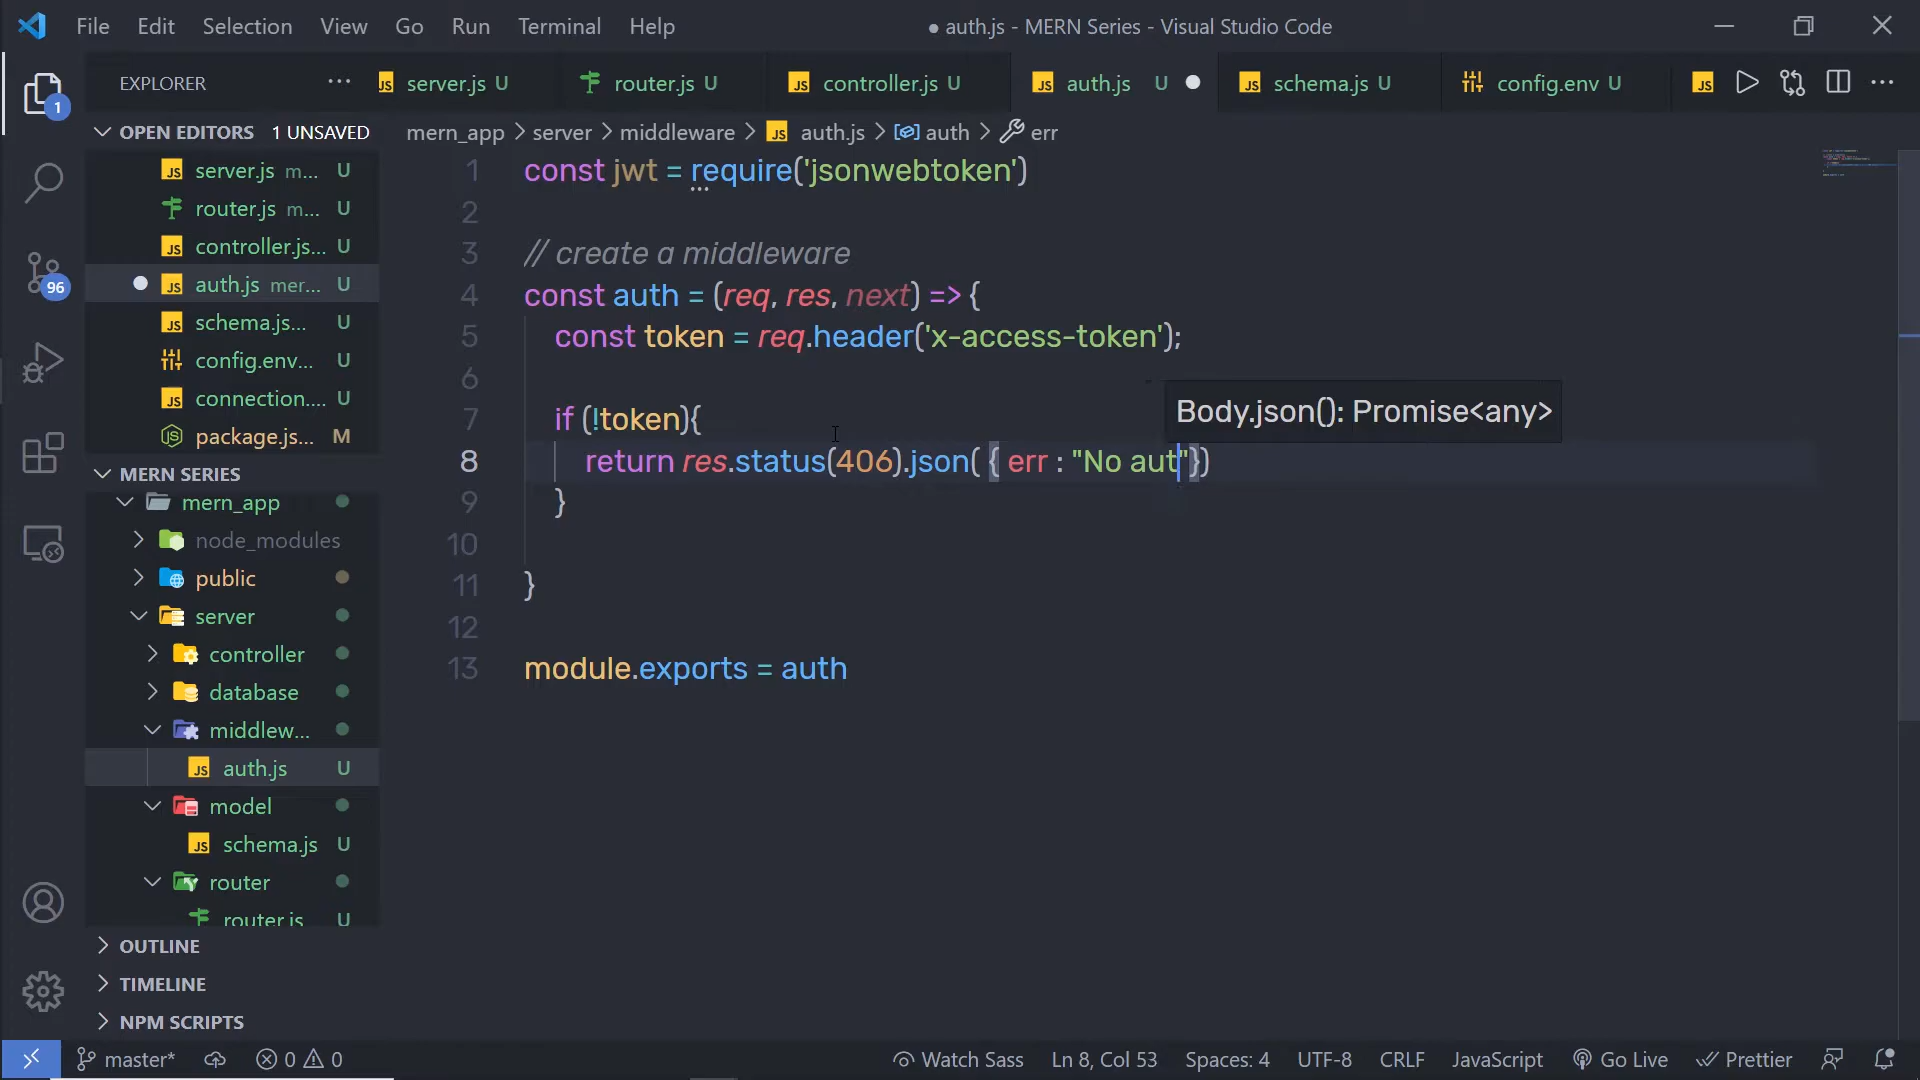 File Edit Selection View Go Run Terminal Help
● auth.js - MERN Series - Visual Studio Code
EXPLORER ···
server.js U
router.js U
controller.js U
auth.js U
schema.js U
config.env U
OPEN EDITORS 1 UNSAVED
server.js m... U
router.js m... U
controller.js... U
auth.js mer... U
schema.js... U
config.env... U
connection.... U
package.js... M
MERN SERIES
mern_app
node_modules
public
server
controller
database
middlew...
auth.js U
model
schema.js U
router
router.js U
OUTLINE
TIMELINE
NPM SCRIPTS
1
96
mern_app > server > middleware > auth.js > auth > err
1 const jwt = require('jsonwebtoken')
2
3 // create a middleware
4 const auth = (req, res, next) => {
5 const token = req.header('x-access-token');
6
7 if (!token){
Body.json(): Promise<any>
8 return res.status(406).json( { err : "No aut"})
9 }
10
11 }
12
13 module.exports = auth
master* 0 0 Watch Sass Ln 8, Col 53 Spaces: 4 UTF-8 CRLF JavaScript Go Live Prettier